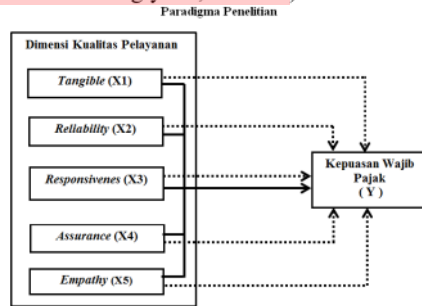 Paradigma Penelitian
Dimensi Kualitas Pelayanan
Tangible (X1)
Reliability (X2)
Responsivenes (X3)
Assurance (X4)
Empathy (X5)
Kepuasan Wajib
Pajak
( Y )